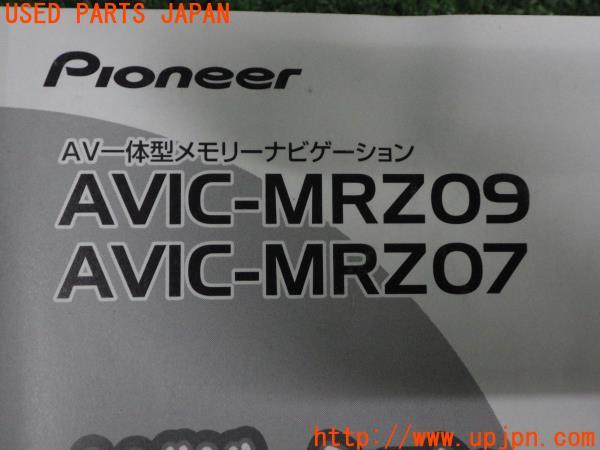 USED PARTS JAPAN
Pioneer
AV一体型メモリーナビゲーション
AVIC-MRZ09
AVIC-MRZ07
http://www.upjpn.com